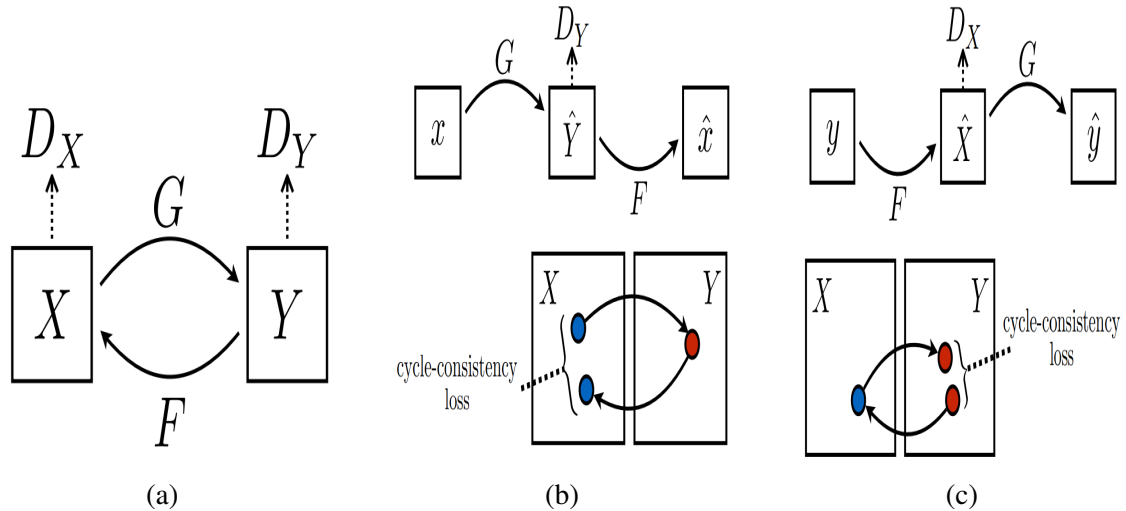 D_X
D_Y
G
X
Y
F
(a)
D_Y
G
x
Ŷ
x̂
F
X
Y
cycle-consistency
loss
(b)
D_X
G
y
X̂
ŷ
F
X
Y
cycle-consistency
loss
(c)